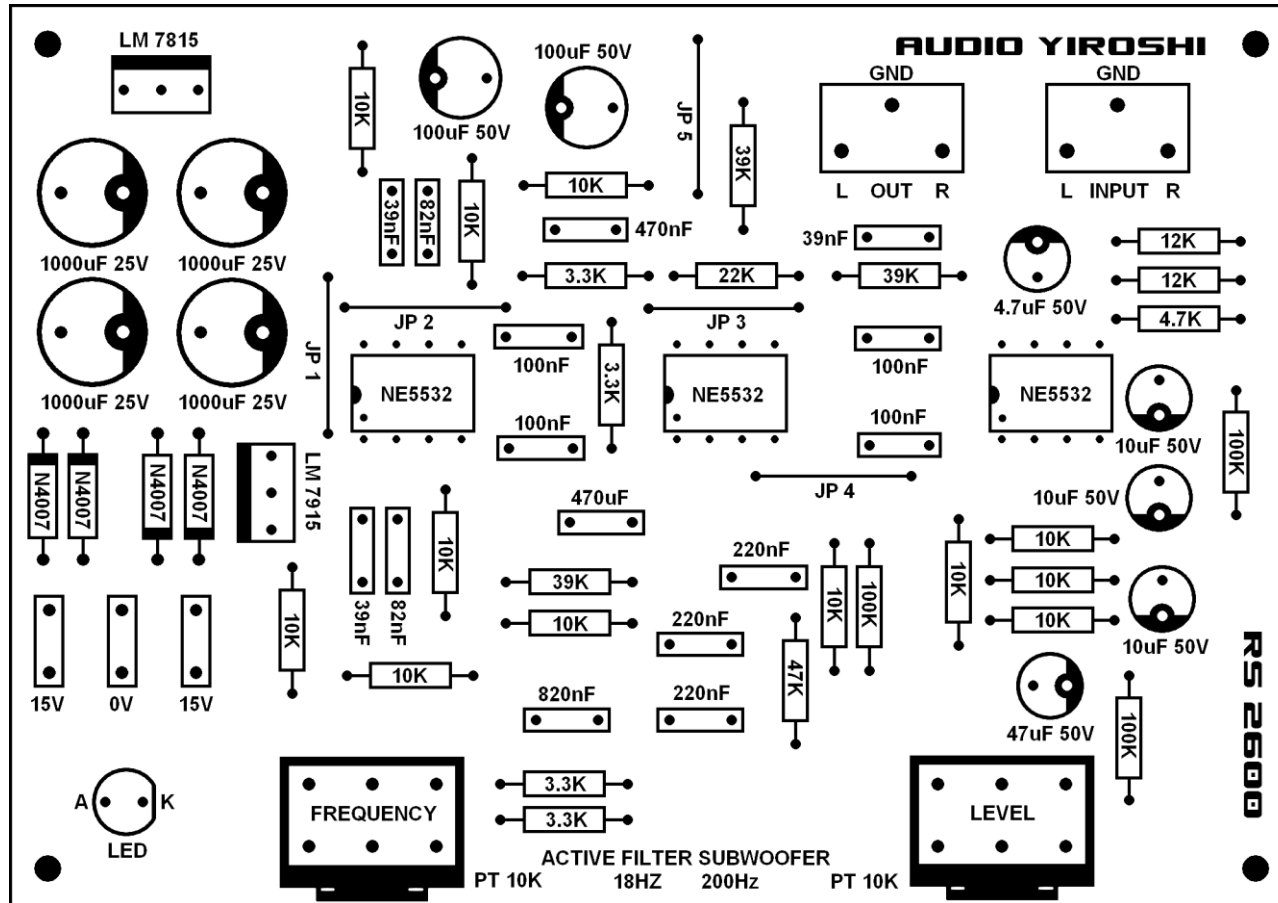 LM 7815
100uF 50V
AUDIO YIROSHI
GND
GND
10K
100uF 50V
JP 5
39K
L OUT R
L INPUT R
10K
39nF
82nF
10K
470nF
39nF
12K
1000uF 25V
1000uF 25V
3.3K
22K
39K
12K
4.7uF 50V
4.7K
JP 2
JP 3
JP 1
100nF
3.3K
100nF
NE5532
NE5532
NE5532
1000uF 25V
1000uF 25V
100nF
100nF
10uF 50V
100K
N4007
N4007
N4007
N4007
LM 7915
JP 4
470uF
10uF 50V
10K
10K
220nF
10K
39K
10K
100K
10K
10K
39nF
82nF
10K
10K
220nF
47K
10K
10uF 50V
10K
15V
0V
15V
820nF
220nF
47uF 50V
100K
RS 2600
3.3K
A
K
FREQUENCY
LEVEL
3.3K
LED
ACTIVE FILTER SUBWOOFER
PT 10K
18HZ
200Hz
PT 10K